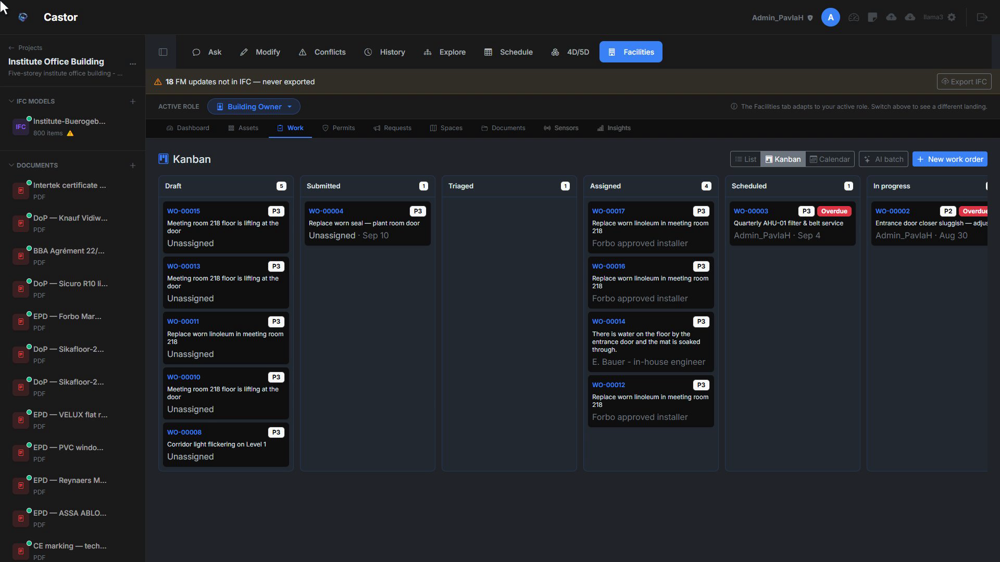 Castor
Admin_PavlaH
A
llama3
Projects
Institute Office Building
Five-storey institute office building - ...
...
IFC MODELS
IFC
Institute-Buerogeb...
800 items
DOCUMENTS
Intertek certificate ...
PDF
DoP — Knauf Vidiw...
PDF
BBA Agrément 22/...
PDF
DoP — Sicuro R10 li...
PDF
EPD — Forbo Mar...
PDF
DoP — Sikafloor-2...
PDF
DoP — Sikafloor-2...
PDF
EPD — VELUX flat r...
PDF
EPD — PVC windo...
PDF
EPD — Reynaers M...
PDF
EPD — ASSA ABLO...
PDF
CE marking — tech...
PDF
Ask
Modify
Conflicts
History
Explore
Schedule
4D/5D
Facilities
18 FM updates not in IFC — never exported
Export IFC
ACTIVE ROLE
Building Owner
The Facilities tab adapts to your active role. Switch above to see a different landing.
Dashboard
Assets
Work
Permits
Requests
Spaces
Documents
Sensors
Insights
Kanban
List
Kanban
Calendar
AI batch
+ New work order
Draft 5
WO-00015 P3
Meeting room 218 floor is lifting at the
door
Unassigned
WO-00013 P3
Meeting room 218 floor is lifting at the
door
Unassigned
WO-00011 P3
Replace worn linoleum in meeting room
218
Unassigned
WO-00010 P3
Meeting room 218 floor is lifting at the
door
Unassigned
WO-00008 P3
Corridor light flickering on Level 1
Unassigned
Submitted 1
WO-00004 P3
Replace worn seal — plant room door
Unassigned · Sep 10
Triaged 1
Assigned 4
WO-00017 P3
Replace worn linoleum in meeting room
218
Forbo approved installer
WO-00016 P3
Replace worn linoleum in meeting room
218
Forbo approved installer
WO-00014 P3
There is water on the floor by the
entrance door and the mat is soaked
through.
E. Bauer - in-house engineer
WO-00012 P3
Replace worn linoleum in meeting room
218
Forbo approved installer
Scheduled 1
WO-00003 P3 Overdue
Quarterly AHU-01 filter & belt service
Admin_PavlaH · Sep 4
In progress
WO-00002 P2 Overdue
Entrance door closer sluggish — adjus
Admin_PavlaH · Aug 30